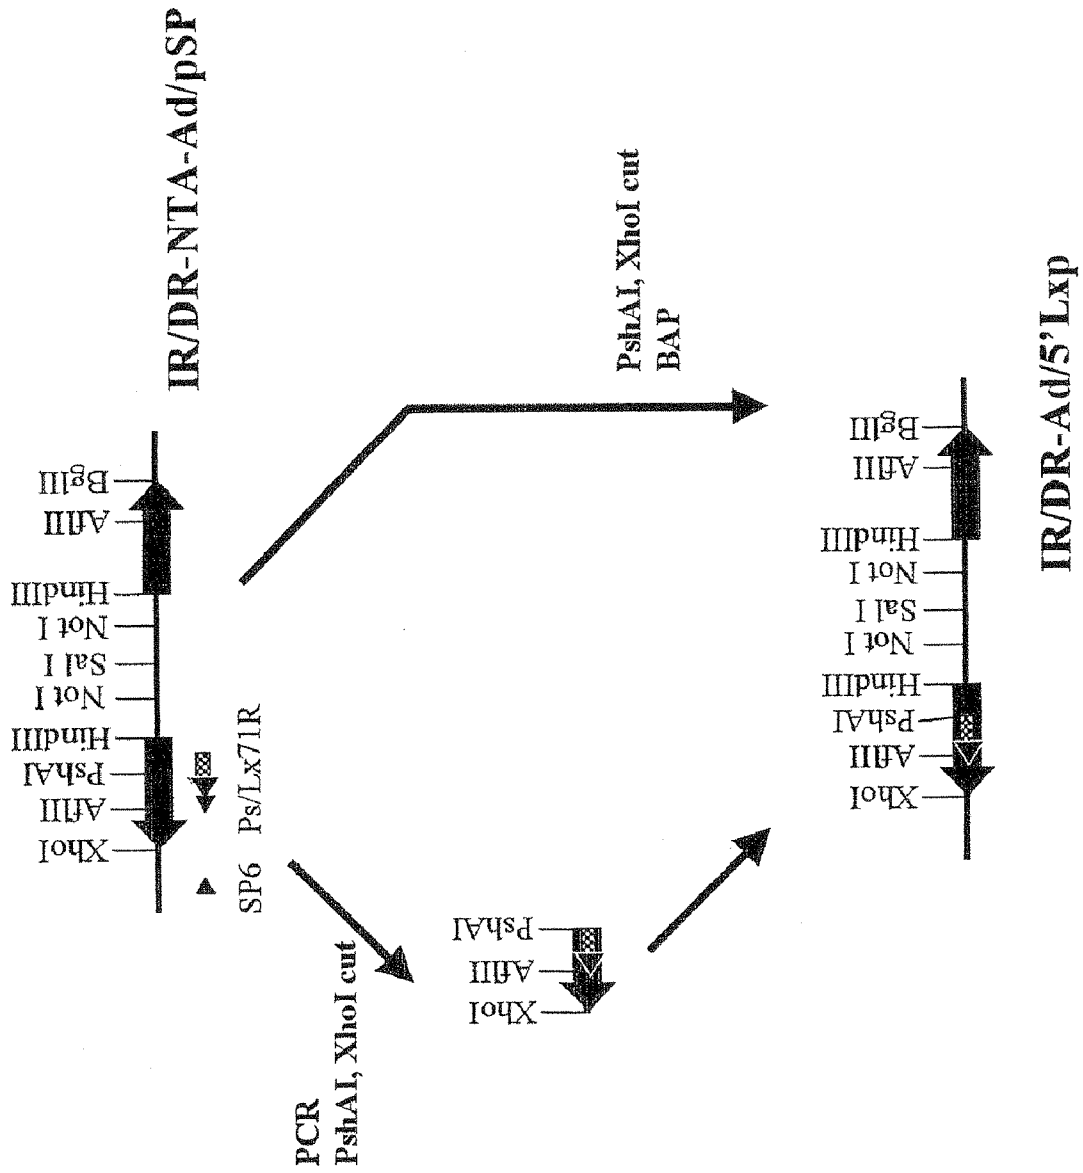 IR/DR-NTA-Ad/pSP
XhoI
AflII
PshAI
HindIII
Not I
Sal I
Not I
HindIII
AflII
BglII
SP6
Ps/Lx71R
PCR
PshAI, XhoI cut
PshAI, XhoI cut
BAP
XhoI
AflII
PshAI
XhoI
AflII
PshAI
HindIII
Not I
Sal I
Not I
HindIII
AflII
BglII
IR/DR-Ad/5'Lxp